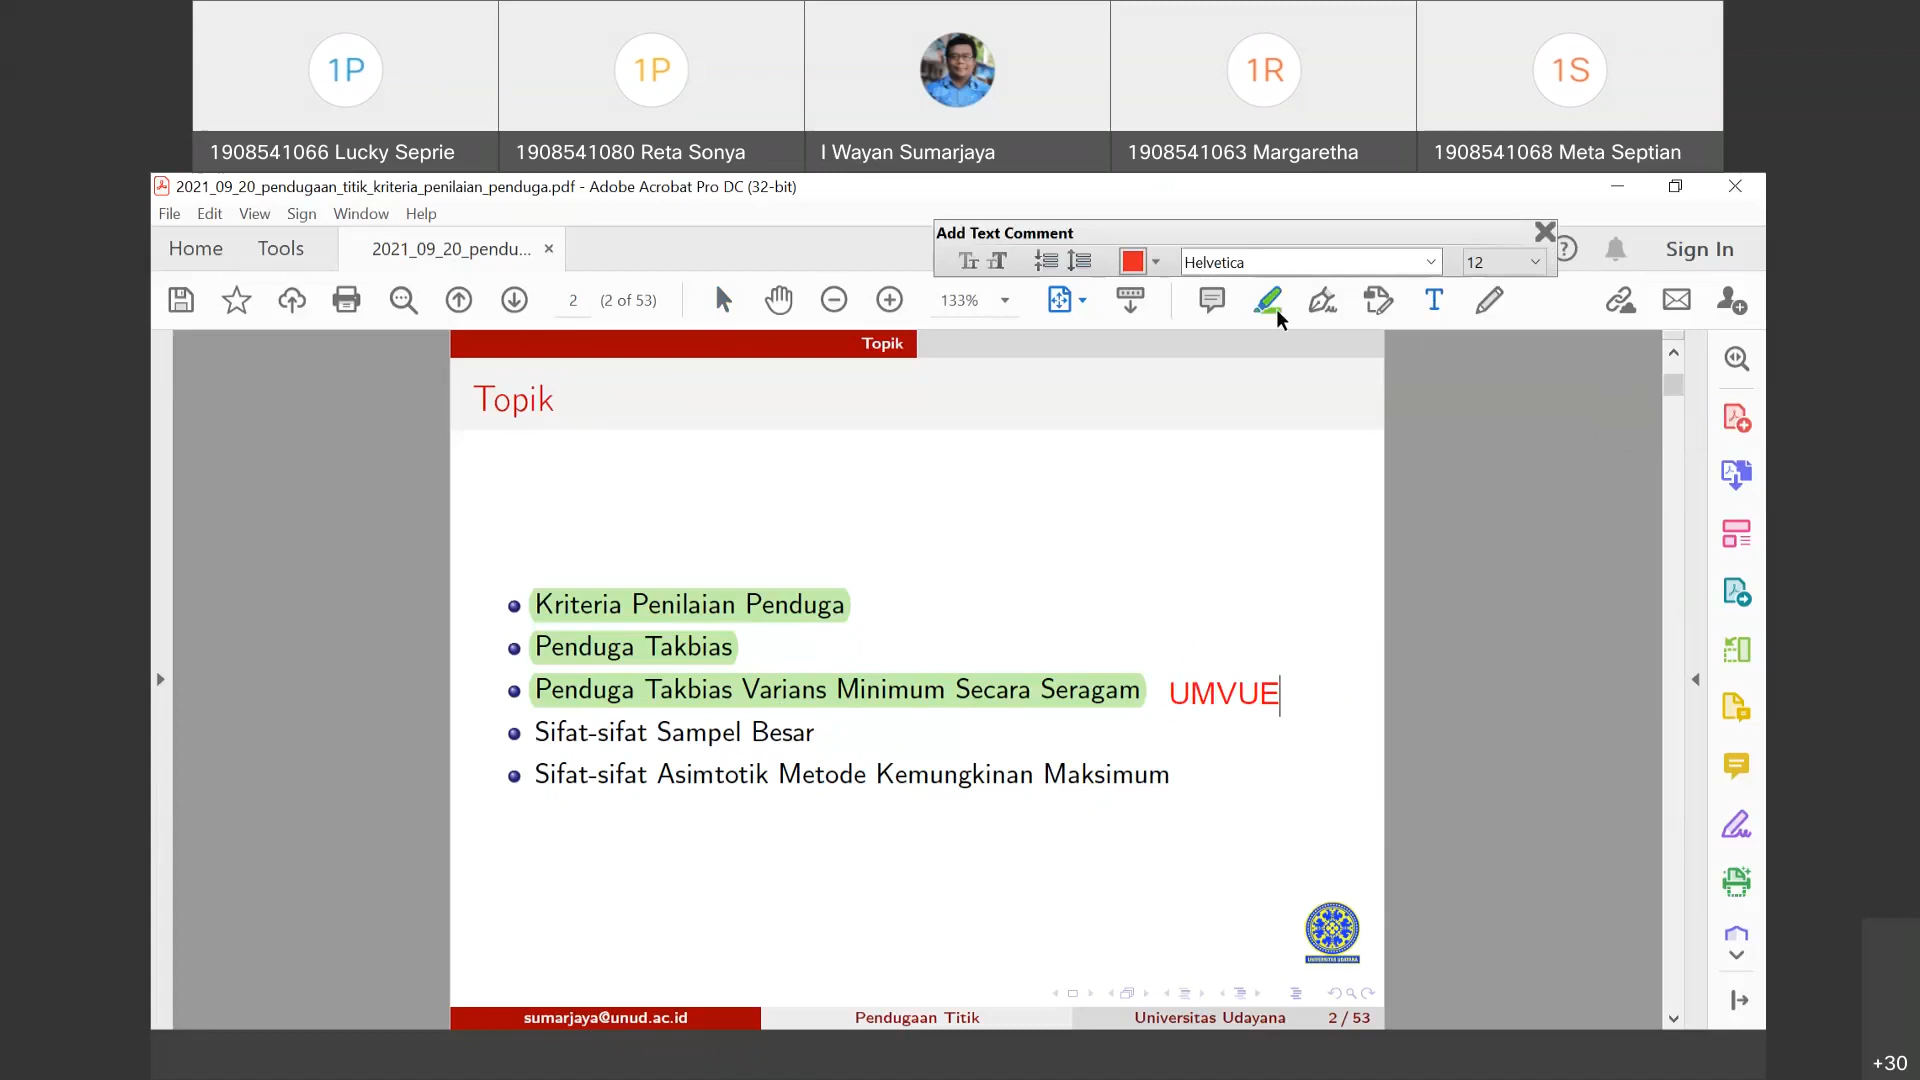 1P
1P
1R
1S
1908541066 Lucky Seprie
1908541080 Reta Sonya
I Wayan Sumarjaya
1908541063 Margaretha
1908541068 Meta Septian
2021_09_20_pendugaan_titik_kriteria_penilaian_penduga.pdf - Adobe Acrobat Pro DC (32-bit)
File Edit View Sign Window Help
Add Text Comment
Home Tools 2021_09_20_pendu... ×
Helvetica 12
Sign In
2 (2 of 53) 133%
Topik
Topik
Kriteria Penilaian Penduga
Penduga Takbias
Penduga Takbias Varians Minimum Secara Seragam UMVUE
Sifat-sifat Sampel Besar
Sifat-sifat Asimtotik Metode Kemungkinan Maksimum
UNIVERSITAS UDAYANA
sumarjaya@unud.ac.id Pendugaan Titik Universitas Udayana 2 / 53
+30